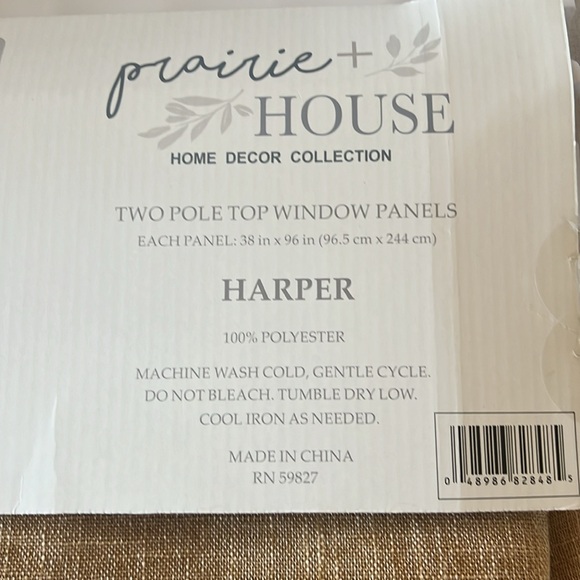 prairie +
HOUSE
HOME DECOR COLLECTION
TWO POLE TOP WINDOW PANELS
EACH PANEL: 38 in x 96 in (96.5 cm x 244 cm)
HARPER
100% POLYESTER
MACHINE WASH COLD, GENTLE CYCLE.
DO NOT BLEACH. TUMBLE DRY LOW.
COOL IRON AS NEEDED.
MADE IN CHINA
RN 59827
0 48986 82848 5